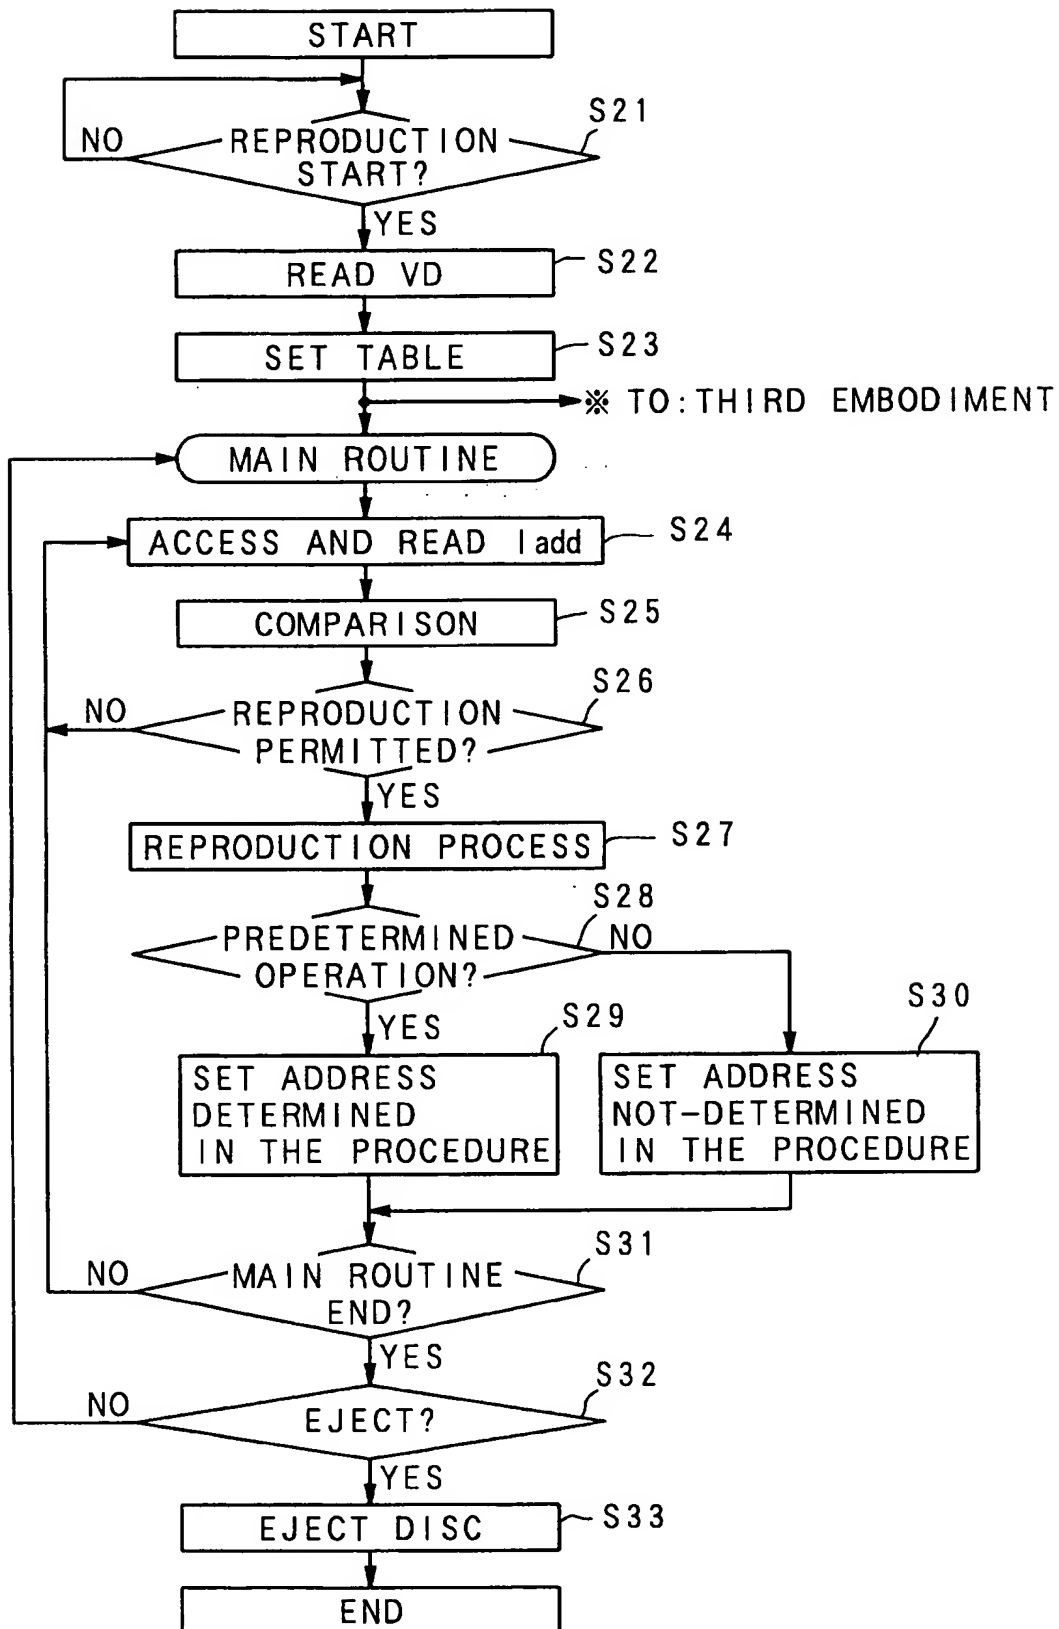 START
S21
NO
REPRODUCTION
START?
YES
READ VD
S22
SET TABLE
S23
※ TO:THIRD EMBODIMENT
MAIN ROUTINE
ACCESS AND READ Iadd
S24
COMPARISON
S25
S26
NO
REPRODUCTION
PERMITTED?
YES
REPRODUCTION PROCESS
S27
S28
PREDETERMINED
OPERATION?
NO
YES
S29
S30
SET ADDRESS
DETERMINED
IN THE PROCEDURE
SET ADDRESS
NOT-DETERMINED
IN THE PROCEDURE
S31
NO
MAIN ROUTINE
END?
YES
S32
NO
EJECT?
YES
EJECT DISC
S33
END